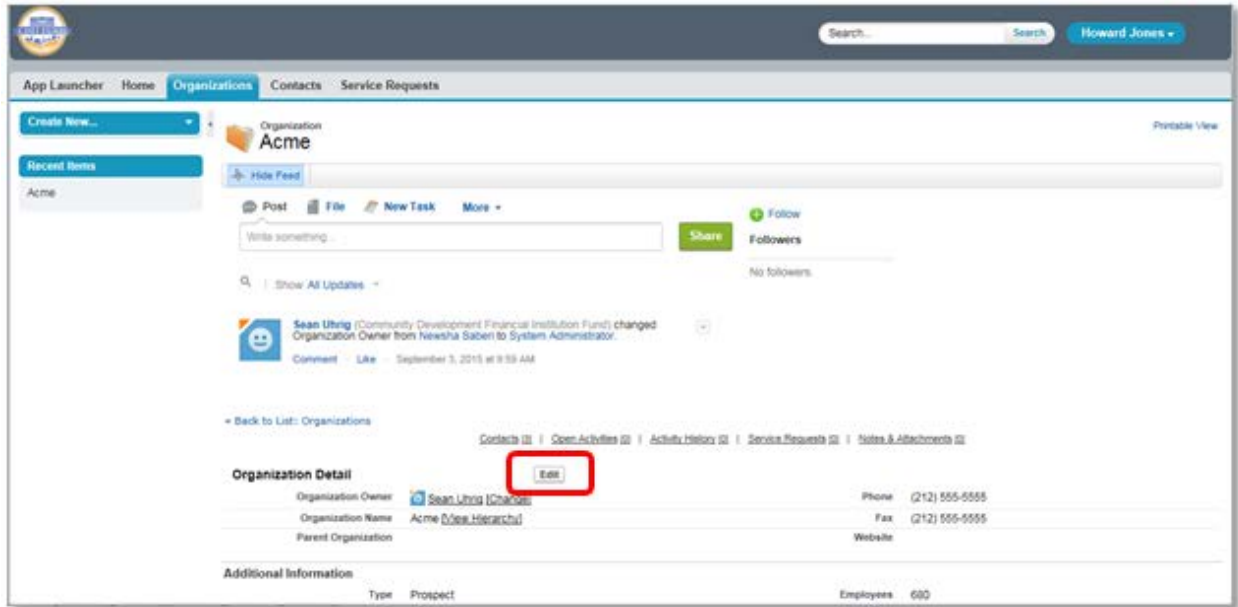 Search... Search Howard Jones
App Launcher Home Organizations Contacts Service Requests
Create New...
Recent Items
Acme
Organization
Acme
Printable View
Hide Feed
Post File New Task More
Write something... Share
Show All Updates
Follow
Followers
No followers.
Sean Uhrig (Community Development Financial Institution Fund) changed
Organization Owner from Newsha Saberi to System Administrator.
Comment · Like · September 3, 2015 at 9:59 AM
« Back to List: Organizations
Contacts | Open Activities | Activity History | Service Requests | Notes & Attachments
Organization Detail Edit
Organization Owner Sean Uhrig [Change] Phone (212) 555-5555
Organization Name Acme [View Hierarchy] Fax (212) 555-5555
Parent Organization Website
Additional Information
Type Prospect Employees 680